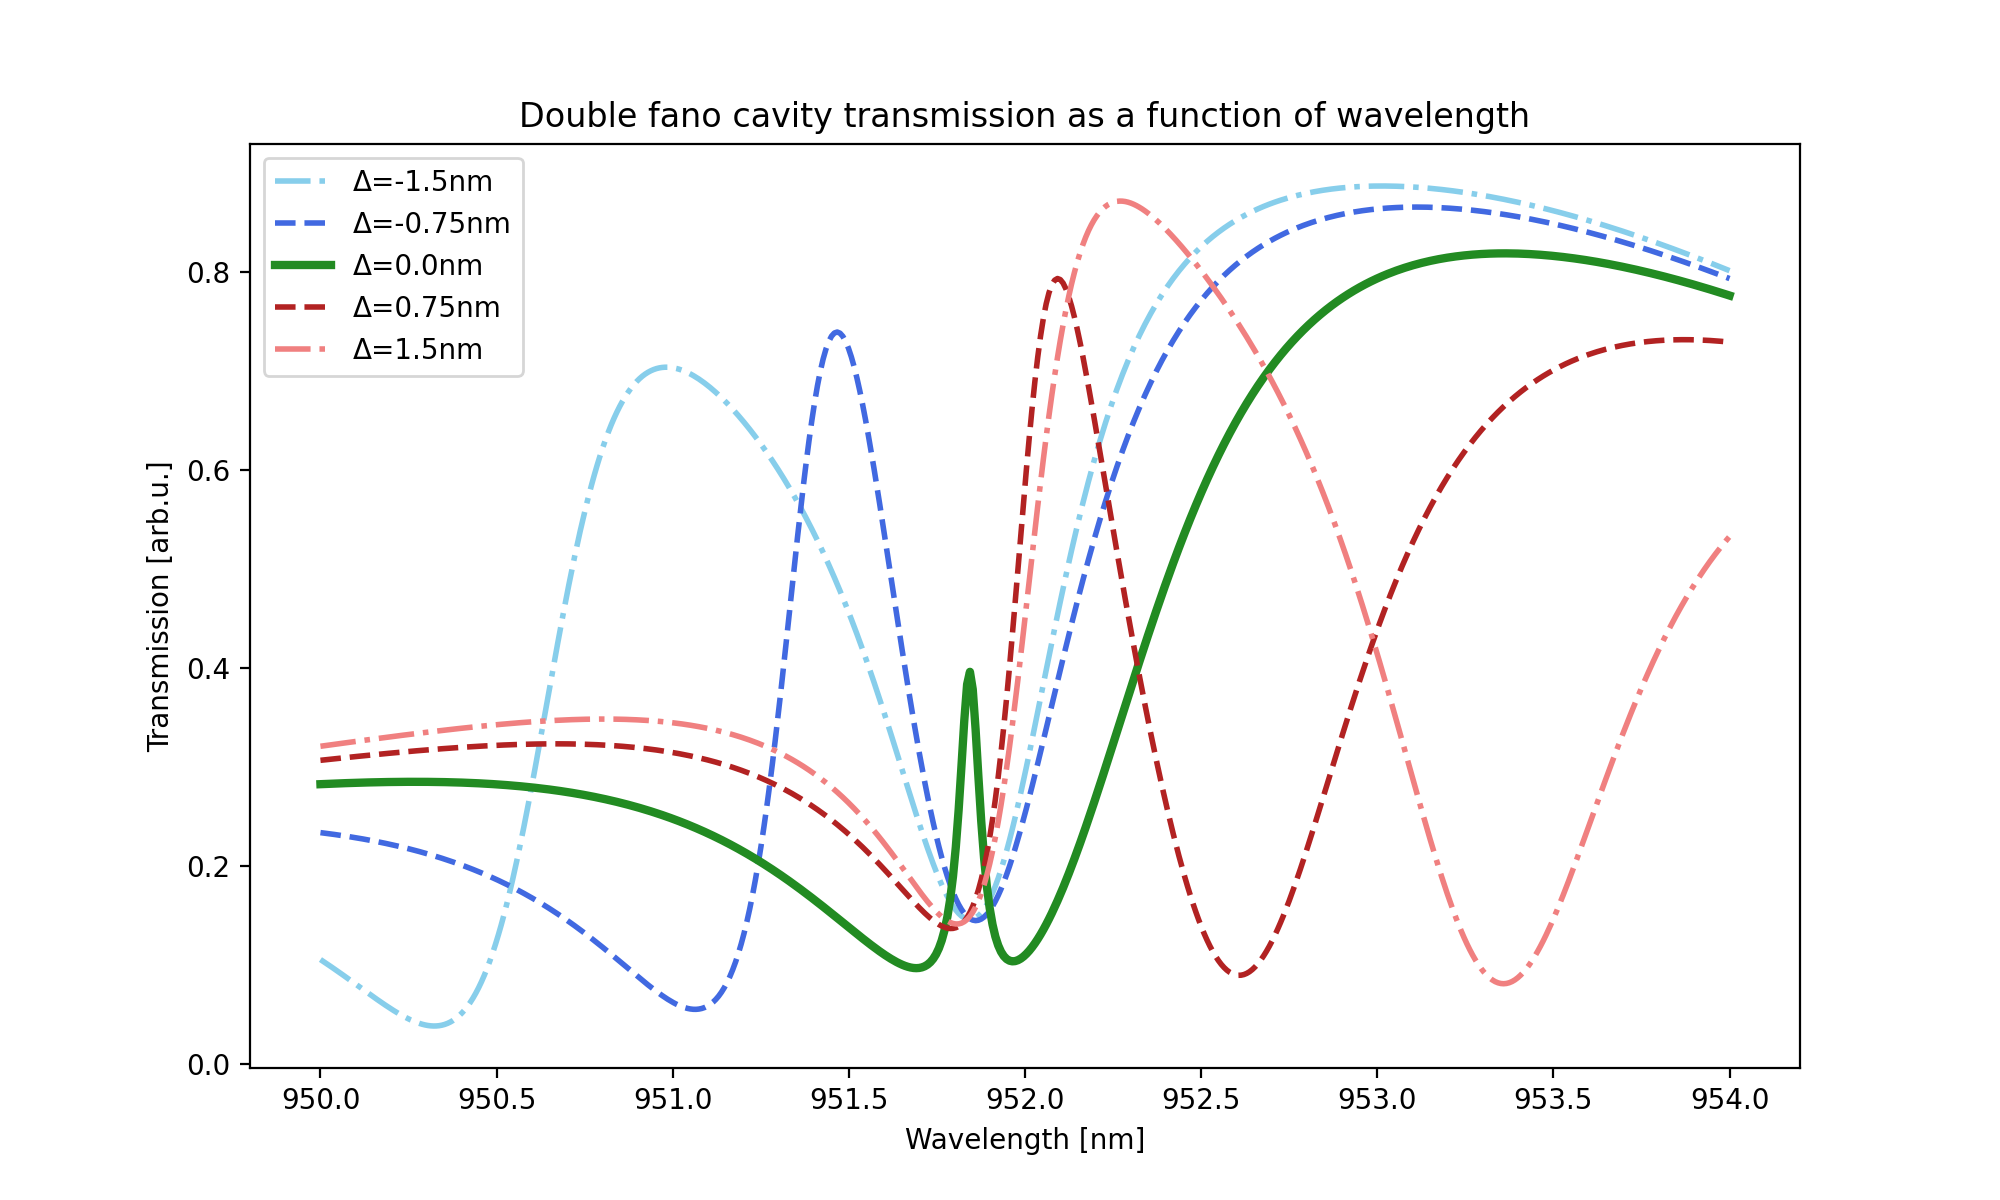 Double fano cavity transmission as a function of wavelength
Δ=-1.5nm
Δ=-0.75nm
Δ=0.0nm
Δ=0.75nm
Δ=1.5nm
Transmission [arb.u.]
0.8
0.6
0.4
0.2
0.0
950.0 950.5 951.0 951.5 952.0 952.5 953.0 953.5 954.0
Wavelength [nm]